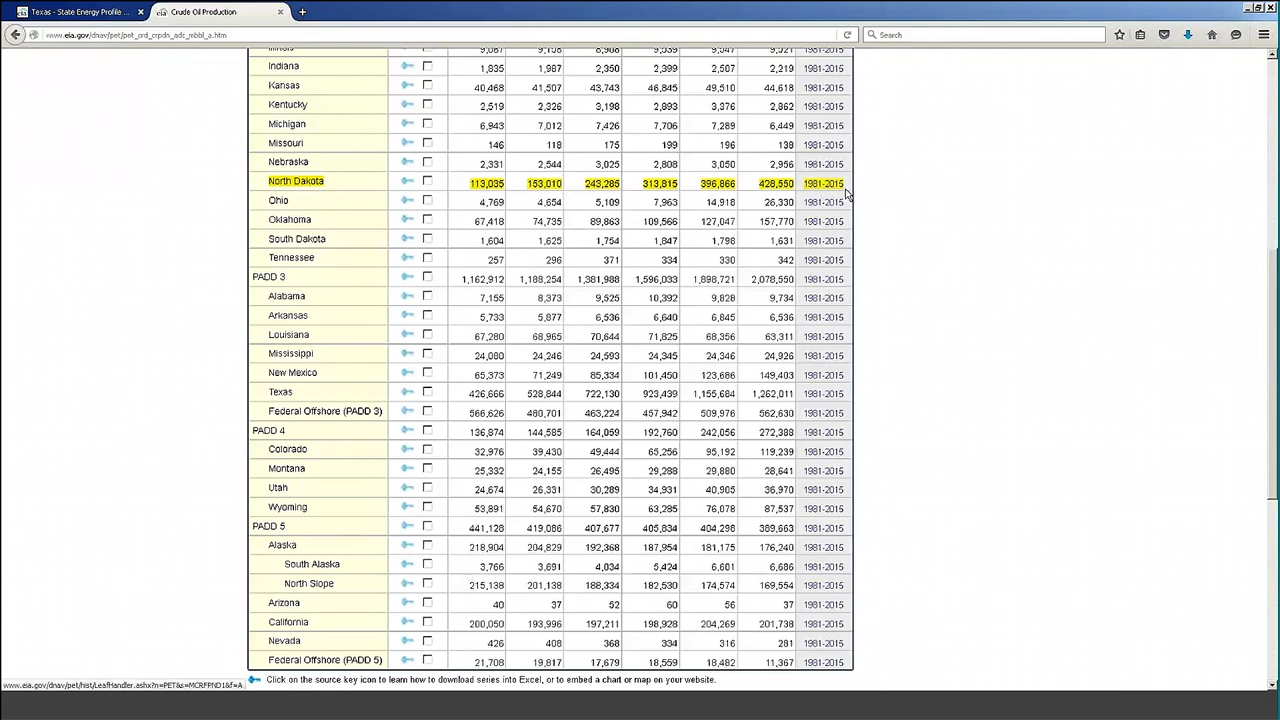 Texas - State Energy Profile ... × Crude Oil Production × +
www.eia.gov/dnav/pet/pet_crd_crpdn_adc_mbbl_a.htm Search
Illinois 9,067 9,158 8,908 9,539 9,547 9,521 1981-2015
Indiana 1,835 1,987 2,350 2,399 2,507 2,219 1981-2015
Kansas 40,468 41,507 43,743 46,845 49,510 44,618 1981-2015
Kentucky 2,519 2,326 3,198 2,893 3,376 2,862 1981-2015
Michigan 6,943 7,012 7,426 7,706 7,289 6,449 1981-2015
Missouri 146 118 175 199 196 138 1981-2015
Nebraska 2,331 2,544 3,025 2,808 3,050 2,956 1981-2015
North Dakota 113,035 153,010 243,285 313,815 396,866 428,550 1981-2015
Ohio 4,769 4,654 5,109 7,963 14,918 26,330 1981-2015
Oklahoma 67,418 74,735 89,863 109,566 127,047 157,770 1981-2015
South Dakota 1,604 1,625 1,754 1,847 1,798 1,631 1981-2015
Tennessee 257 296 371 334 330 342 1981-2015
PADD 3 1,162,912 1,188,254 1,381,988 1,596,033 1,898,721 2,078,550 1981-2015
Alabama 7,155 8,373 9,525 10,392 9,828 9,734 1981-2015
Arkansas 5,733 5,877 6,536 6,640 6,845 6,536 1981-2015
Louisiana 67,280 68,965 70,644 71,825 68,356 63,311 1981-2015
Mississippi 24,080 24,246 24,593 24,345 24,346 24,926 1981-2015
New Mexico 65,373 71,249 85,334 101,450 123,686 149,403 1981-2015
Texas 426,666 528,844 722,130 923,439 1,155,684 1,262,011 1981-2015
Federal Offshore (PADD 3) 566,626 480,701 463,224 457,942 509,976 562,630 1981-2015
PADD 4 136,874 144,585 164,059 192,760 242,056 272,388 1981-2015
Colorado 32,976 39,430 49,444 65,256 95,192 119,239 1981-2015
Montana 25,332 24,155 26,495 29,288 29,880 28,641 1981-2015
Utah 24,674 26,331 30,289 34,931 40,905 36,970 1981-2015
Wyoming 53,891 54,670 57,830 63,285 76,078 87,537 1981-2015
PADD 5 441,128 419,086 407,677 405,834 404,298 389,663 1981-2015
Alaska 218,904 204,829 192,368 187,954 181,175 176,240 1981-2015
South Alaska 3,766 3,691 4,034 5,424 6,601 6,686 1981-2015
North Slope 215,138 201,138 188,334 182,530 174,574 169,554 1981-2015
Arizona 40 37 52 60 56 37 1981-2015
California 200,050 193,996 197,211 198,928 204,269 201,738 1981-2015
Nevada 426 408 368 334 316 281 1981-2015
Federal Offshore (PADD 5) 21,708 19,817 17,679 18,559 18,482 11,367 1981-2015
www.eia.gov/dnav/pet/hist/LeafHandler.ashx?n=PET&s=MCRFPND1&f=A Click on the source key icon to learn how to download series into Excel, or to embed a chart or map on your website.